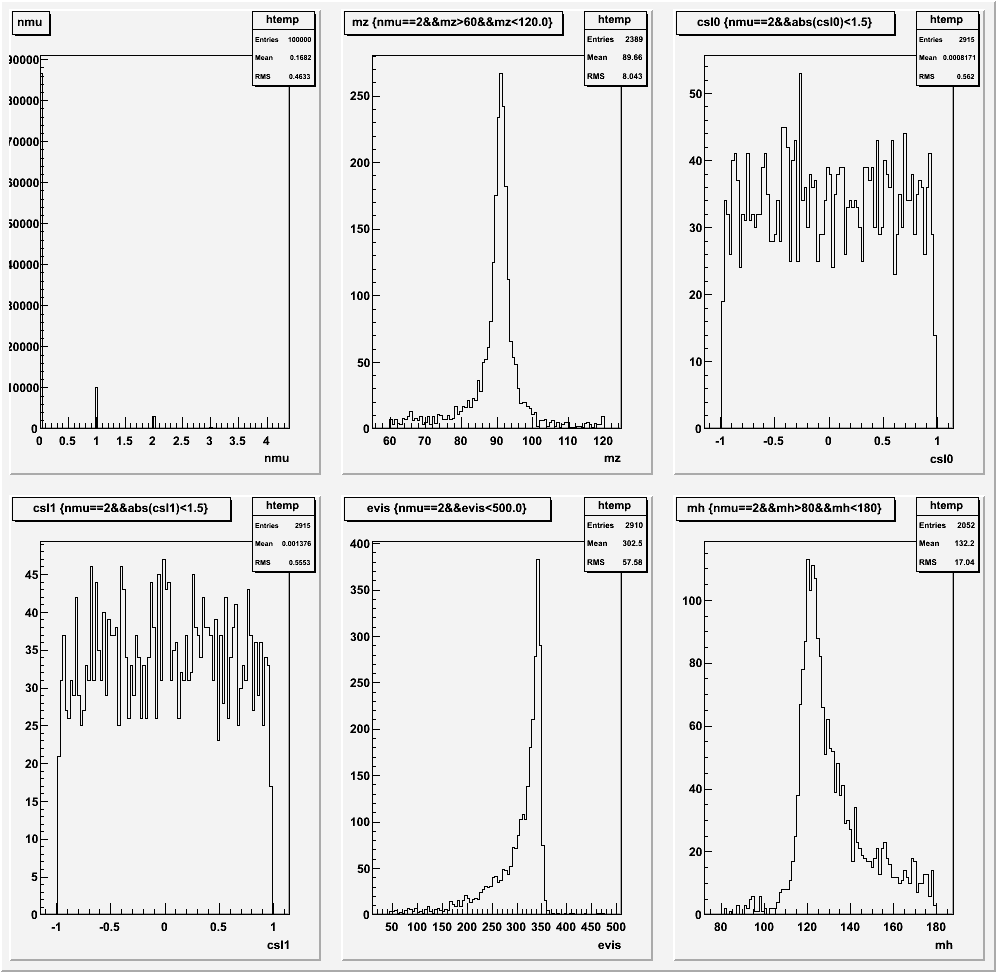 nmu
htemp
Entries 100000
Mean 0.1682
RMS 0.4633
90000
80000
70000
60000
50000
40000
30000
20000
10000
0
0 0.5 1 1.5 2 2.5 3 3.5 4
nmu
mz {nmu==2&&mz>60&&mz<120.0}
htemp
Entries 2389
Mean 89.66
RMS 8.043
250
200
150
100
50
0
60 70 80 90 100 110 120
mz
csl0 {nmu==2&&abs(csl0)<1.5}
htemp
Entries 2915
Mean 0.0008171
RMS 0.562
50
40
30
20
10
0
-1 -0.5 0 0.5 1
csl0
csl1 {nmu==2&&abs(csl1)<1.5}
htemp
Entries 2915
Mean 0.001376
RMS 0.5553
45
40
35
30
25
20
15
10
5
0
-1 -0.5 0 0.5 1
csl1
evis {nmu==2&&evis<500.0}
htemp
Entries 2910
Mean 302.5
RMS 57.58
400
350
300
250
200
150
100
50
0
50 100 150 200 250 300 350 400 450 500
evis
mh {nmu==2&&mh>80&&mh<180}
htemp
Entries 2052
Mean 132.2
RMS 17.04
100
80
60
40
20
0
80 100 120 140 160 180
mh